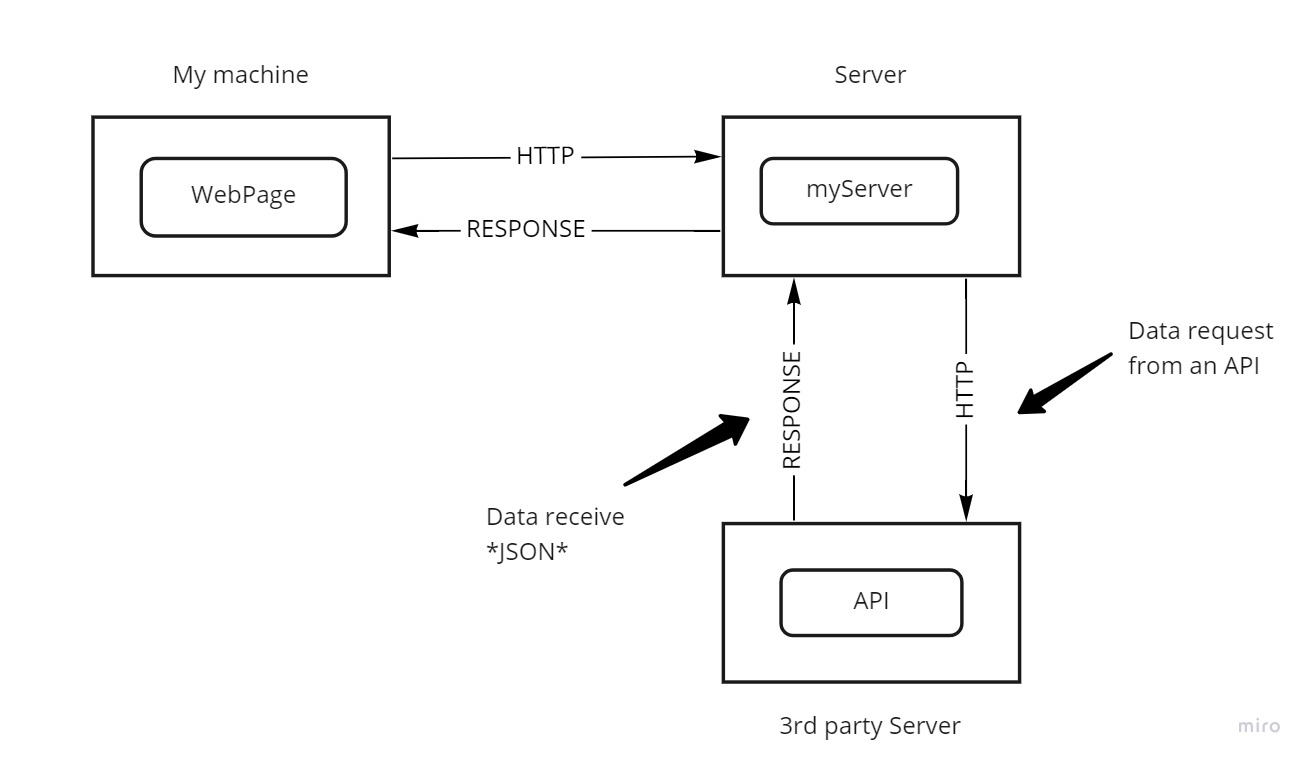 My machine
Server
HTTP
WebPage
myServer
RESPONSE
Data request
from an API
RESPONSE
HTTP
Data receive
*JSON*
API
3rd party Server
miro